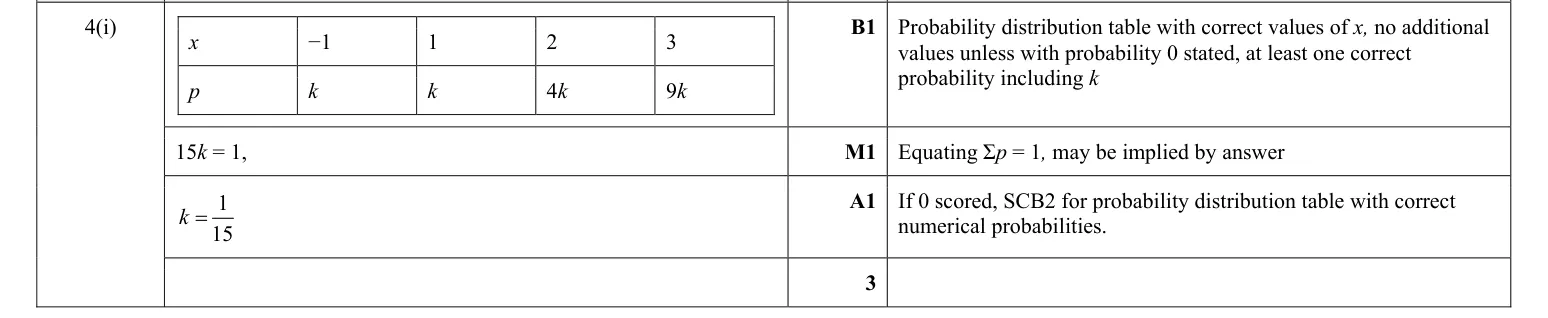 4(i)
x −1 1 2 3
p k k 4k 9k
B1
Probability distribution table with correct values of x, no additional
values unless with probability 0 stated, at least one correct
probability including k
15k = 1,
M1
Equating Σp = 1, may be implied by answer
k = 1/15
A1
If 0 scored, SCB2 for probability distribution table with correct
numerical probabilities.
3